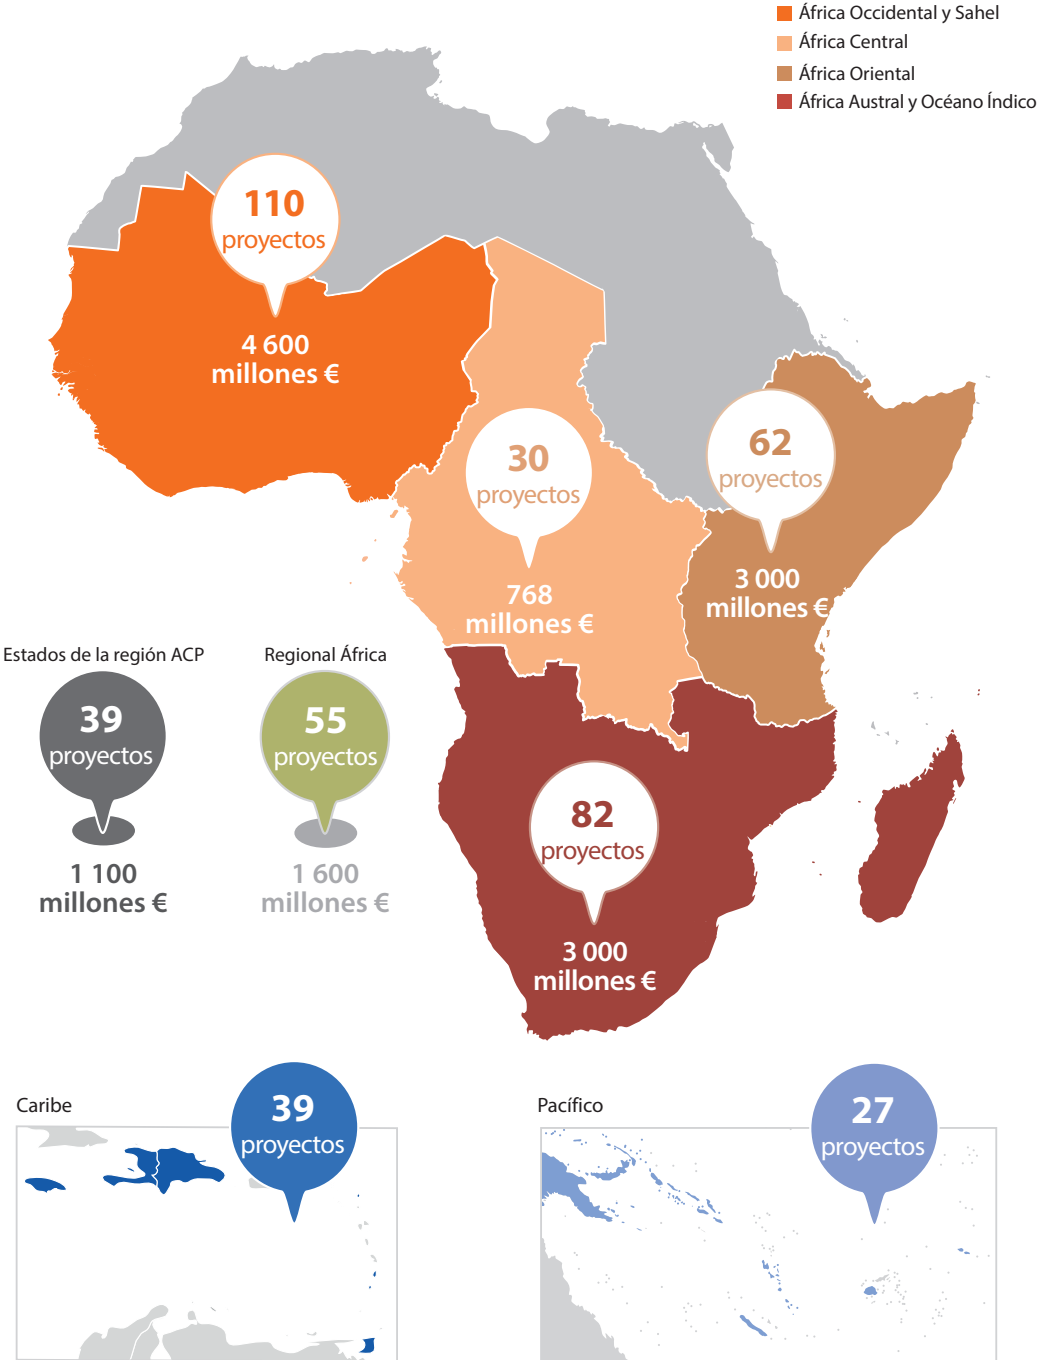 África Occidental y Sahel
África Central
África Oriental
África Austral y Océano Índico
110
proyectos
4 600
millones €
30
proyectos
768
millones €
62
proyectos
3 000
millones €
Estados de la región ACP
39
proyectos
1 100
millones €
Regional África
55
proyectos
1 600
millones €
82
proyectos
3 000
millones €
Caribe
39
proyectos
Pacífico
27
proyectos